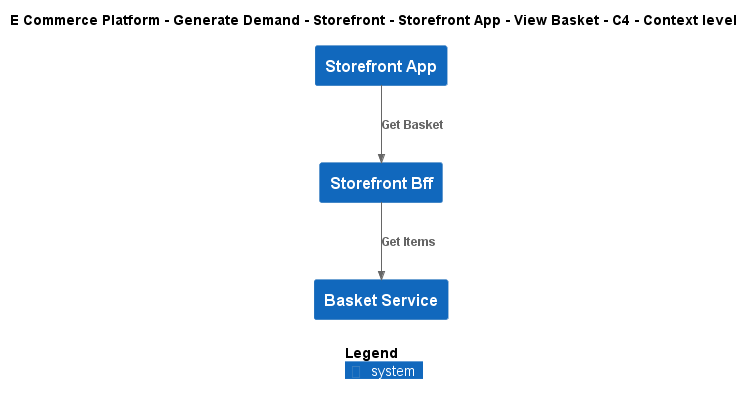 E Commerce Platform - Generate Demand - Storefront - Storefront App - View Basket - C4 - Context level
Storefront App
Get Basket
Storefront Bff
Get Items
Basket Service
Legend
system